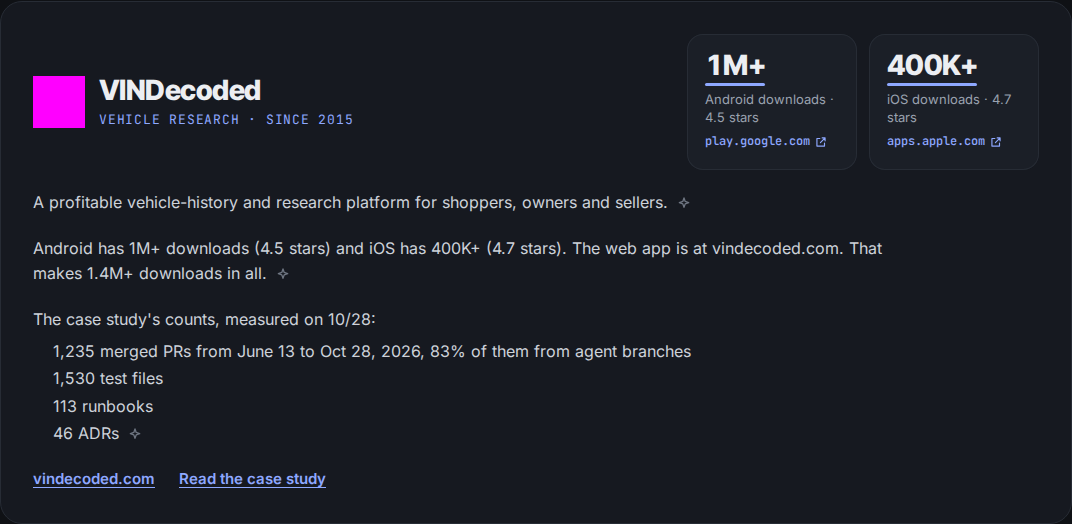 VINDecoded
VEHICLE RESEARCH · SINCE 2015
1M+
Android downloads ·
4.5 stars
play.google.com
400K+
iOS downloads · 4.7
stars
apps.apple.com
A profitable vehicle-history and research platform for shoppers, owners and sellers.
Android has 1M+ downloads (4.5 stars) and iOS has 400K+ (4.7 stars). The web app is at vindecoded.com. That
makes 1.4M+ downloads in all.
The case study's counts, measured on 10/28:
1,235 merged PRs from June 13 to Oct 28, 2026, 83% of them from agent branches
1,530 test files
113 runbooks
46 ADRs
vindecoded.com
Read the case study